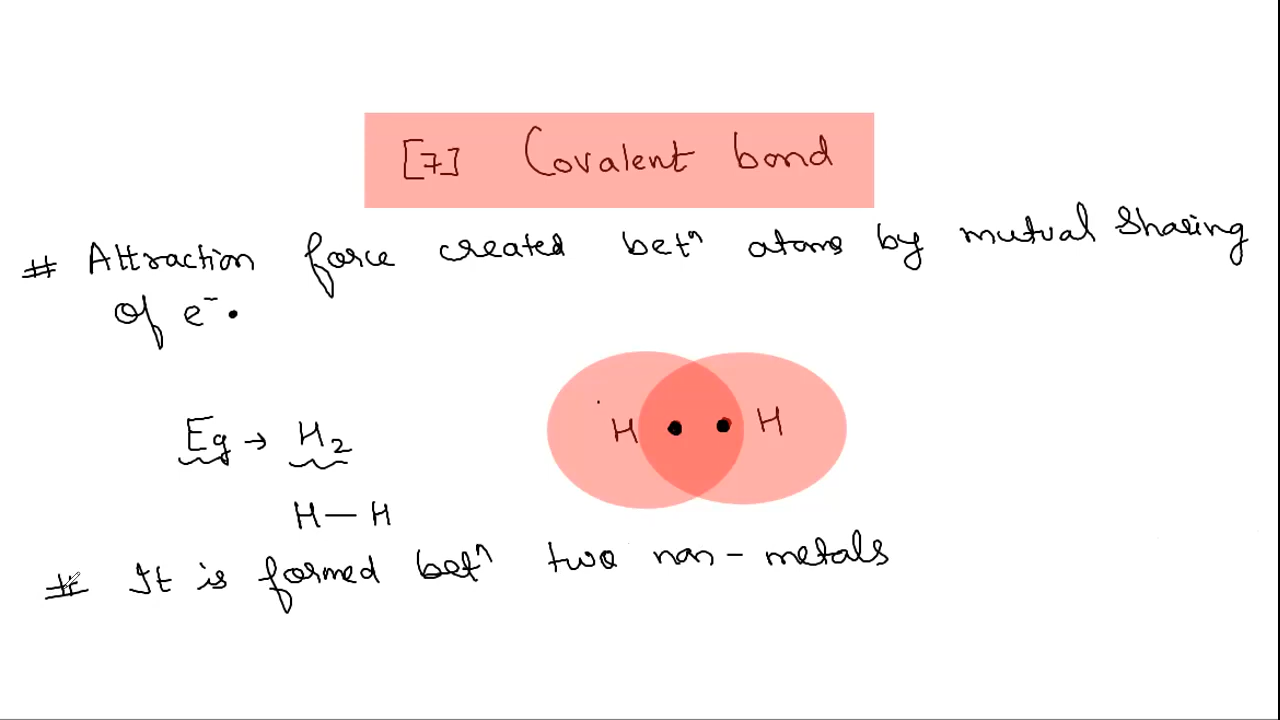 [7] Covalent bond
# Attraction force created betⁿ atoms by mutual sharing
of e⁻.
Eg → H₂
H • • H
H — H
# It is formed betⁿ two non-metals